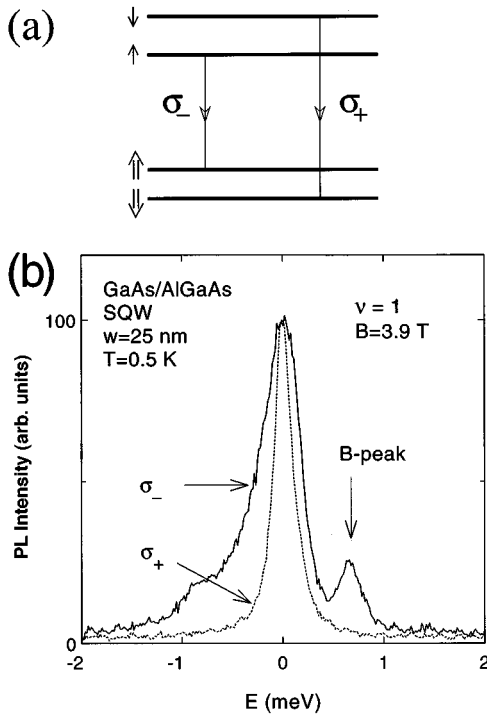 (a)
↓
↑
σ₋ σ₊
⇑
⇓
(b)
GaAs/AlGaAs
SQW
w=25 nm
T=0.5 K
ν = 1
B=3.9 T
100
B-peak
σ₋
σ₊
0
PL Intensity (arb. units)
-2 -1 0 1 2
E (meV)